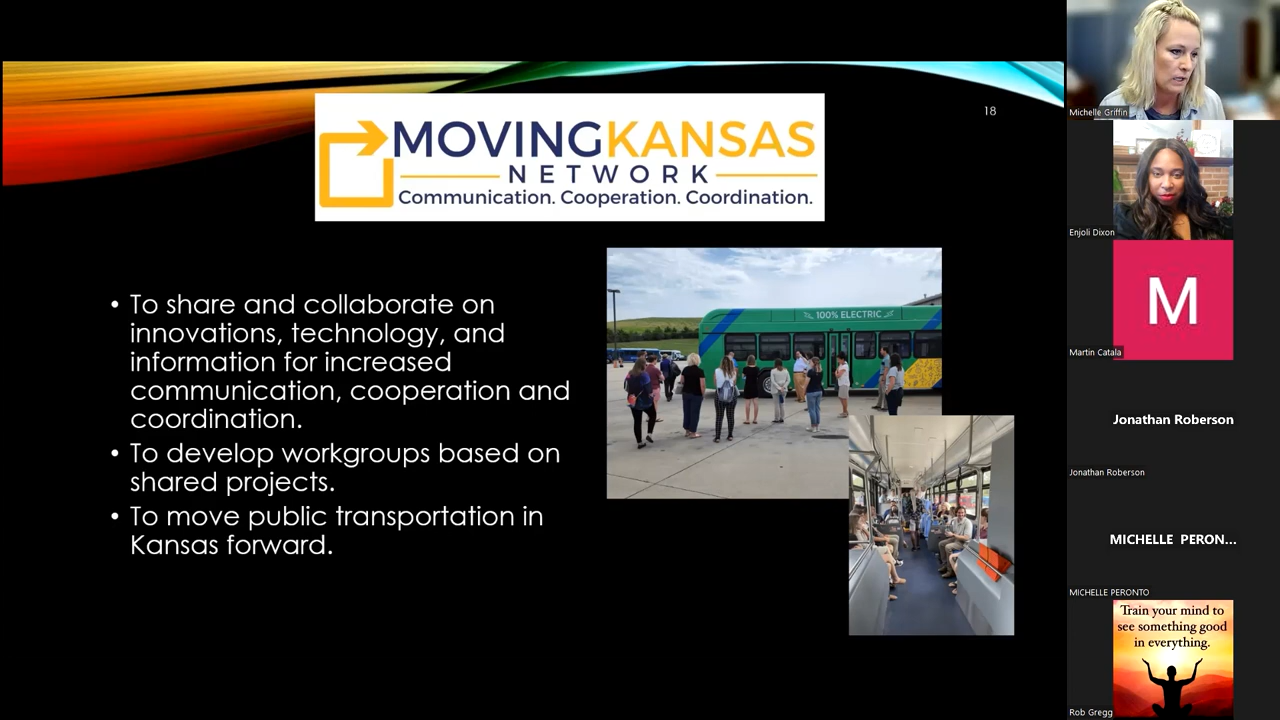 18
MOVINGKANSAS
NETWORK
Communication. Cooperation. Coordination.
• To share and collaborate on
innovations, technology, and
information for increased
communication, cooperation and
coordination.
• To develop workgroups based on
shared projects.
• To move public transportation in
Kansas forward.
100% ELECTRIC
Michelle Griffin
Enjoli Dixon
M
Martin Catala
Jonathan Roberson
Jonathan Roberson
MICHELLE PERON...
MICHELLE PERONTO
Train your mind to
see something good
in everything.
Rob Gregg